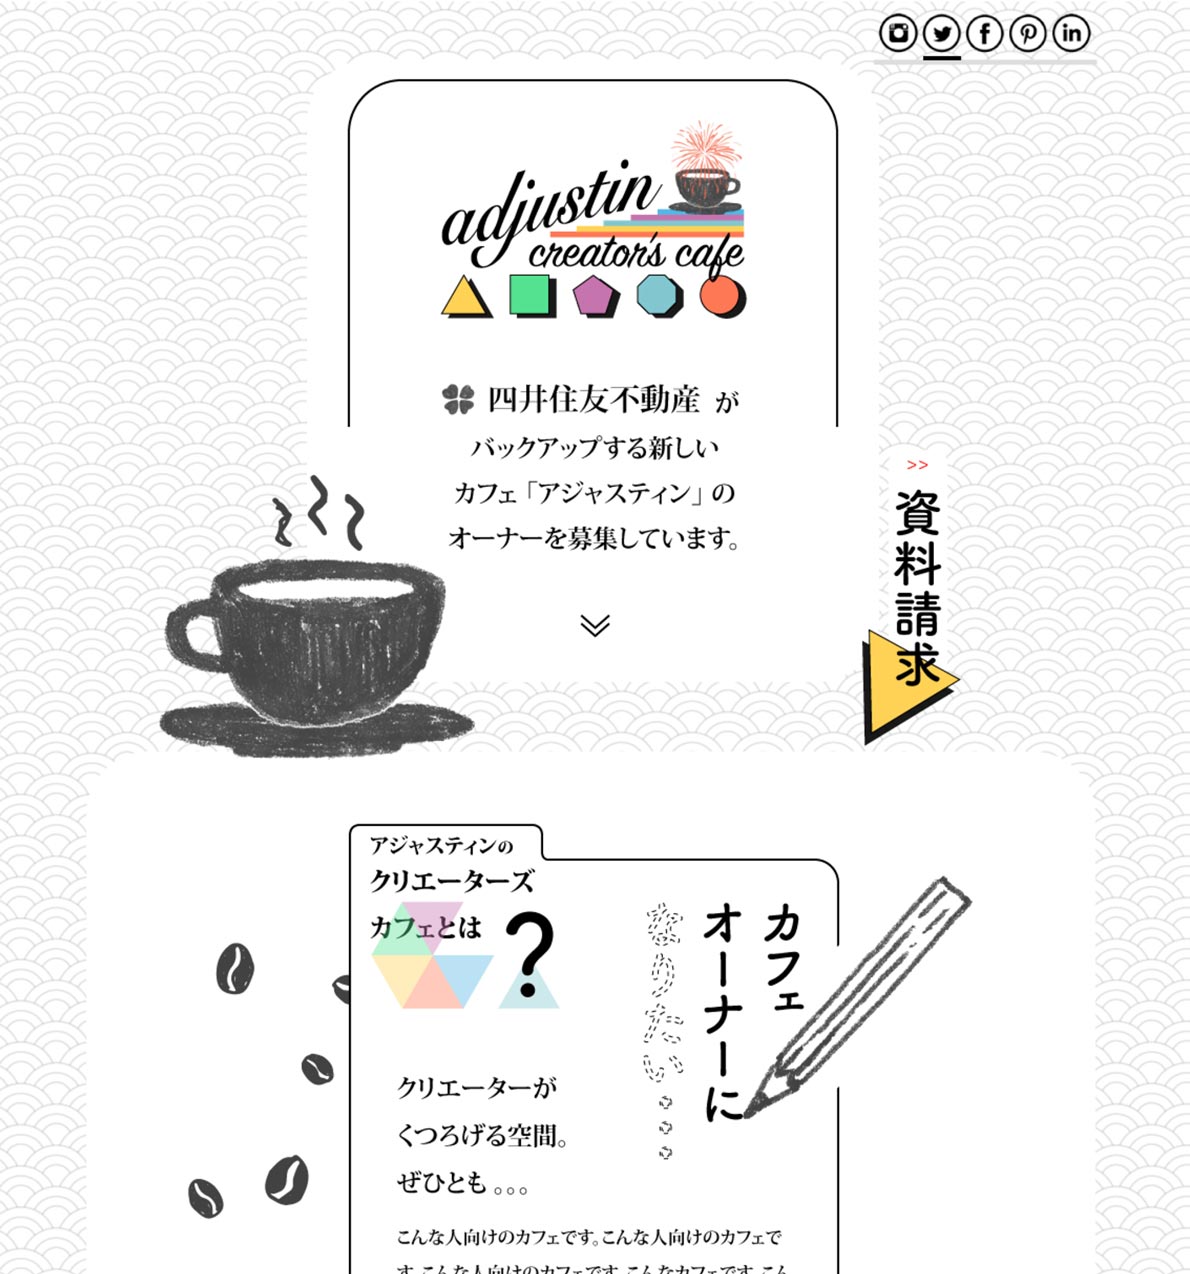 adjustin
creator's cafe
四井住友不動産 が
バックアップする新しい
カフェ「アジャスティン」の
オーナーを募集しています。
>>
資料請求
アジャスティンの
クリエーターズ
カフェとは
?
カフェ
オーナーに
なりたい・・・
クリエーターが
くつろげる空間。
ぜひとも 。。。
こんな人向けのカフェです。こんな人向けのカフェで
す。こんな人向けのカフェです。こんなカフェです。こん